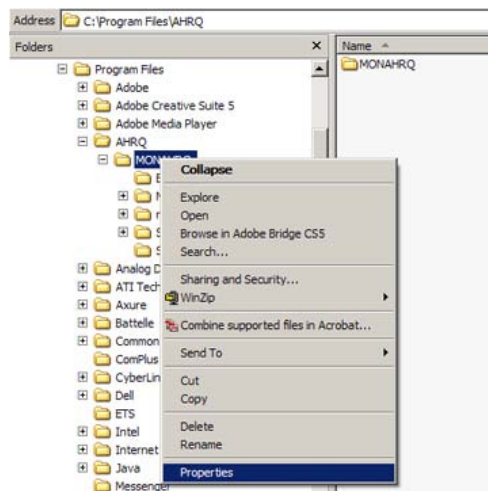 Address C:\Program Files\AHRQ
Folders
Name
Program Files
MONAHRQ
Adobe
Adobe Creative Suite 5
Adobe Media Player
AHRQ
Collapse
Explore
Open
Browse in Adobe Bridge CS5
Search...
Analog D
Sharing and Security...
ATI Tech
WinZip
Axure
Battelle
Combine supported files in Acrobat...
Common
ComPlus
Send To
CyberLin
Cut
Dell
Copy
ETS
Intel
Delete
Internet
Rename
Java
Properties
Messenger